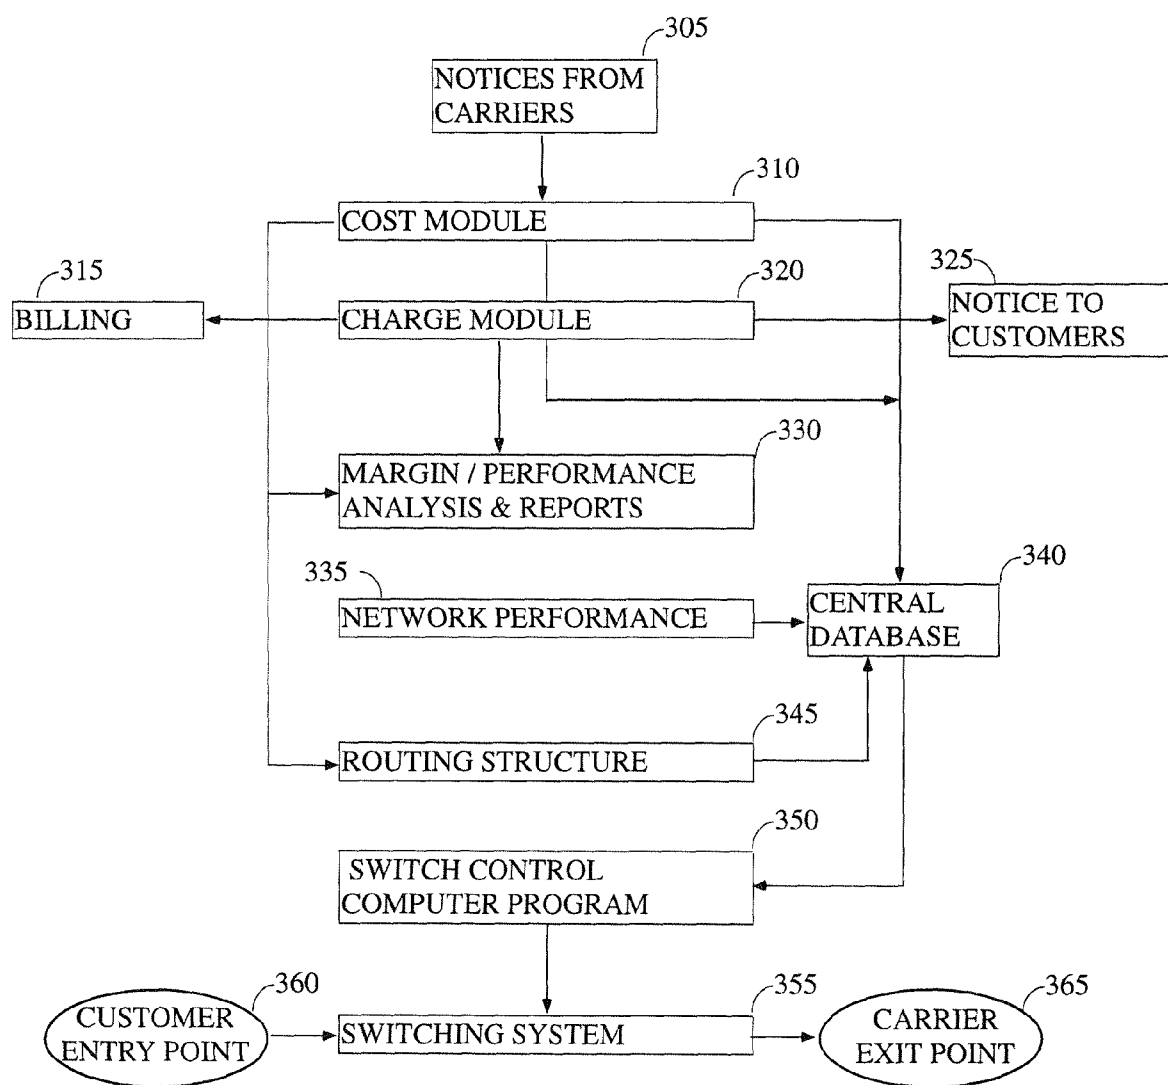 305
NOTICES FROM
CARRIERS
310
COST MODULE
315
BILLING
320
CHARGE MODULE
325
NOTICE TO
CUSTOMERS
330
MARGIN / PERFORMANCE
ANALYSIS & REPORTS
335
NETWORK PERFORMANCE
340
CENTRAL
DATABASE
345
ROUTING STRUCTURE
350
SWITCH CONTROL
COMPUTER PROGRAM
360
CUSTOMER
ENTRY POINT
355
SWITCHING SYSTEM
365
CARRIER
EXIT POINT